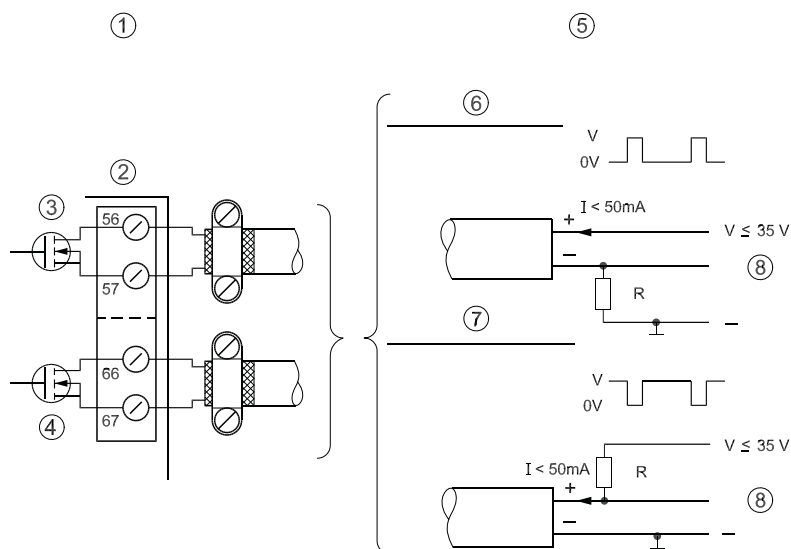 ① ⑤
⑥
V
0V
②
③
56
57
66
67
④
+ I < 50mA
V ≤ 35 V
−
⑧
R
−
⑦
V
0V
V ≤ 35 V
I < 50mA
R
+
⑧
−
−